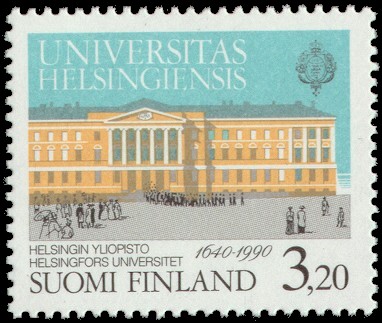 UNIVERSITAS
HELSINGIENSIS
HELSINGIN YLIOPISTO
HELSINGFORS UNIVERSITET
1640-1990
SUOMI FINLAND
3,20